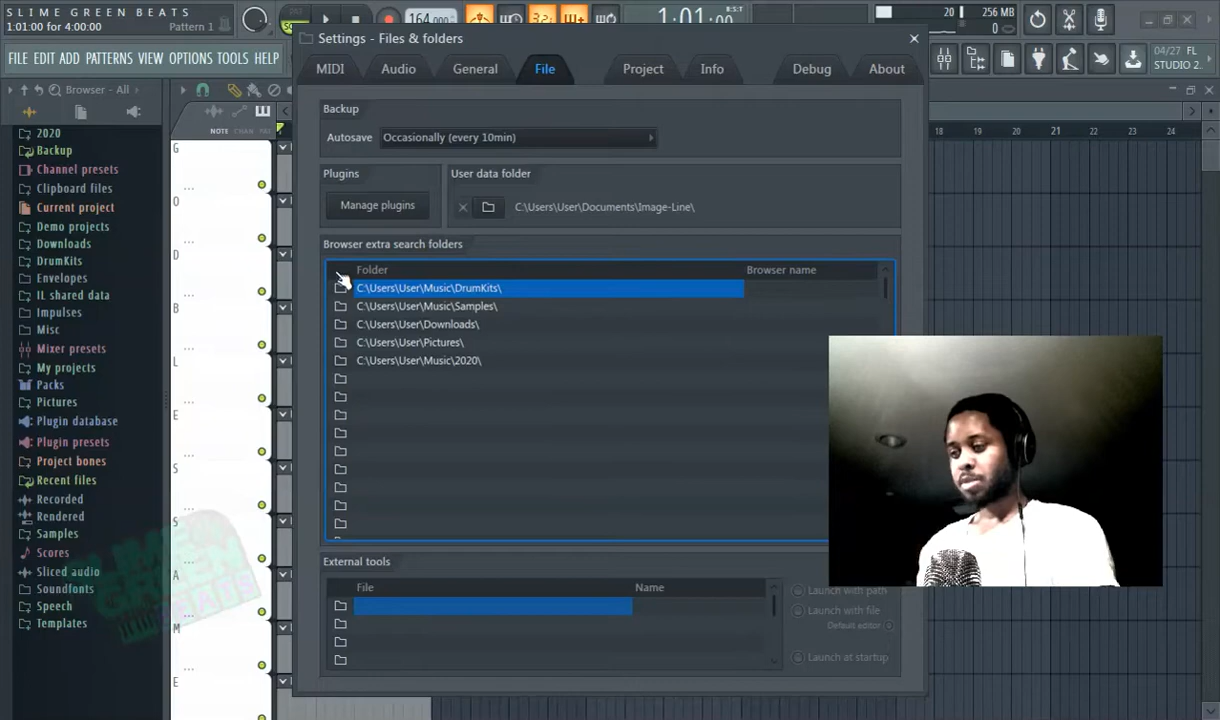 SLIME GREEN BEATS
1:01:00 for 4:00:00
Pattern 1
164.000
32:
1:01:00
B:S:T
20
256 MB
0
FILE EDIT ADD PATTERNS VIEW OPTIONS TOOLS HELP
04/27 FL
STUDIO 2..
Settings - Files & folders
MIDI
Audio
General
File
Project
Info
Debug
About
Browser - All
NOTE
CHAN
2020
Backup
Channel presets
Clipboard files
Current project
Demo projects
Downloads
DrumKits
Envelopes
IL shared data
Impulses
Misc
Mixer presets
My projects
Packs
Pictures
Plugin database
Plugin presets
Project bones
Recent files
Recorded
Rendered
Samples
Scores
Sliced audio
Soundfonts
Speech
Templates
G
O
D
B
L
E
S
S
A
M
E
Backup
Autosave
Occasionally (every 10min)
Plugins
Manage plugins
User data folder
C:\Users\User\Documents\Image-Line\
Browser extra search folders
Folder
Browser name
C:\Users\User\Music\DrumKits\
C:\Users\User\Music\Samples\
C:\Users\User\Downloads\
C:\Users\User\Pictures\
C:\Users\User\Music\2020\
External tools
File
Name
Launch with path
Launch with file
Default editor
Launch at startup
18 19 20 21 22 23 24